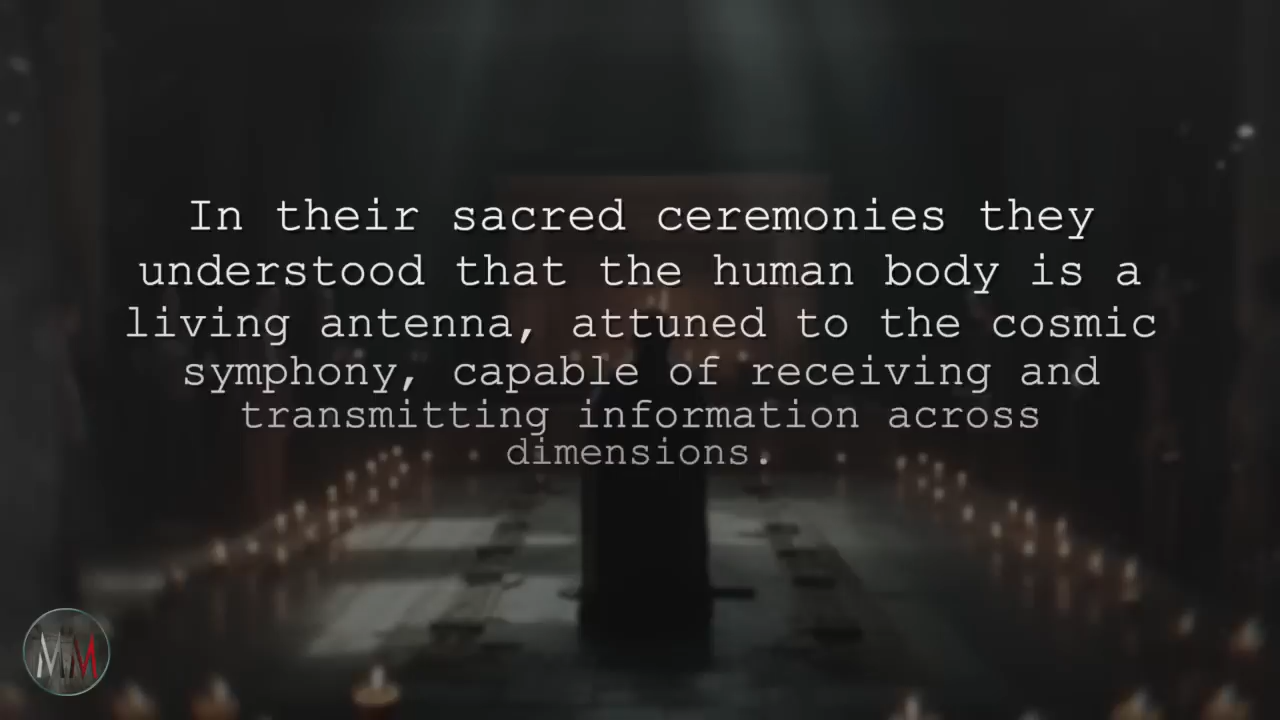 In their sacred ceremonies they
understood that the human body is a
living antenna, attuned to the cosmic
symphony, capable of receiving and
transmitting information across
dimensions.
MM